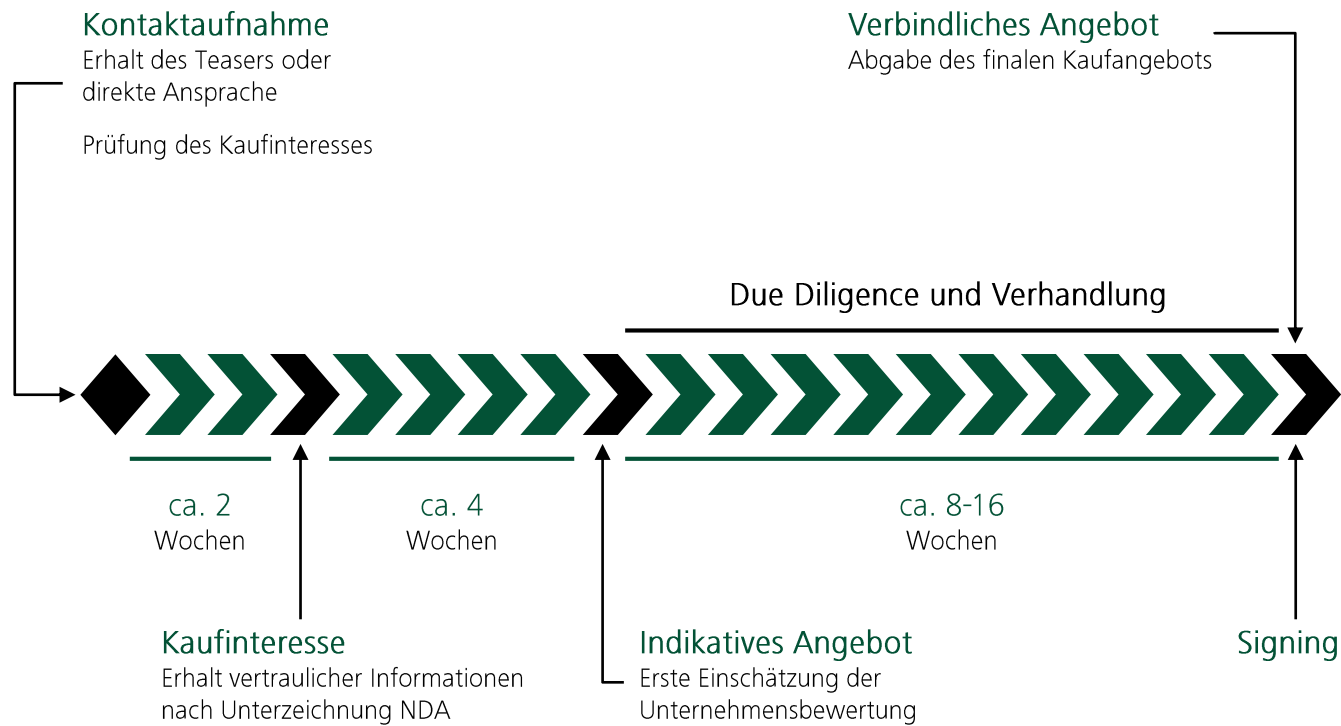 Kontaktaufnahme
Erhalt des Teasers oder
direkte Ansprache
Prüfung des Kaufinteresses
Verbindliches Angebot
Abgabe des finalen Kaufangebots
Due Diligence und Verhandlung
ca. 2
Wochen
ca. 4
Wochen
ca. 8-16
Wochen
Kaufinteresse
Erhalt vertraulicher Informationen
nach Unterzeichnung NDA
Indikatives Angebot
Erste Einschätzung der
Unternehmensbewertung
Signing